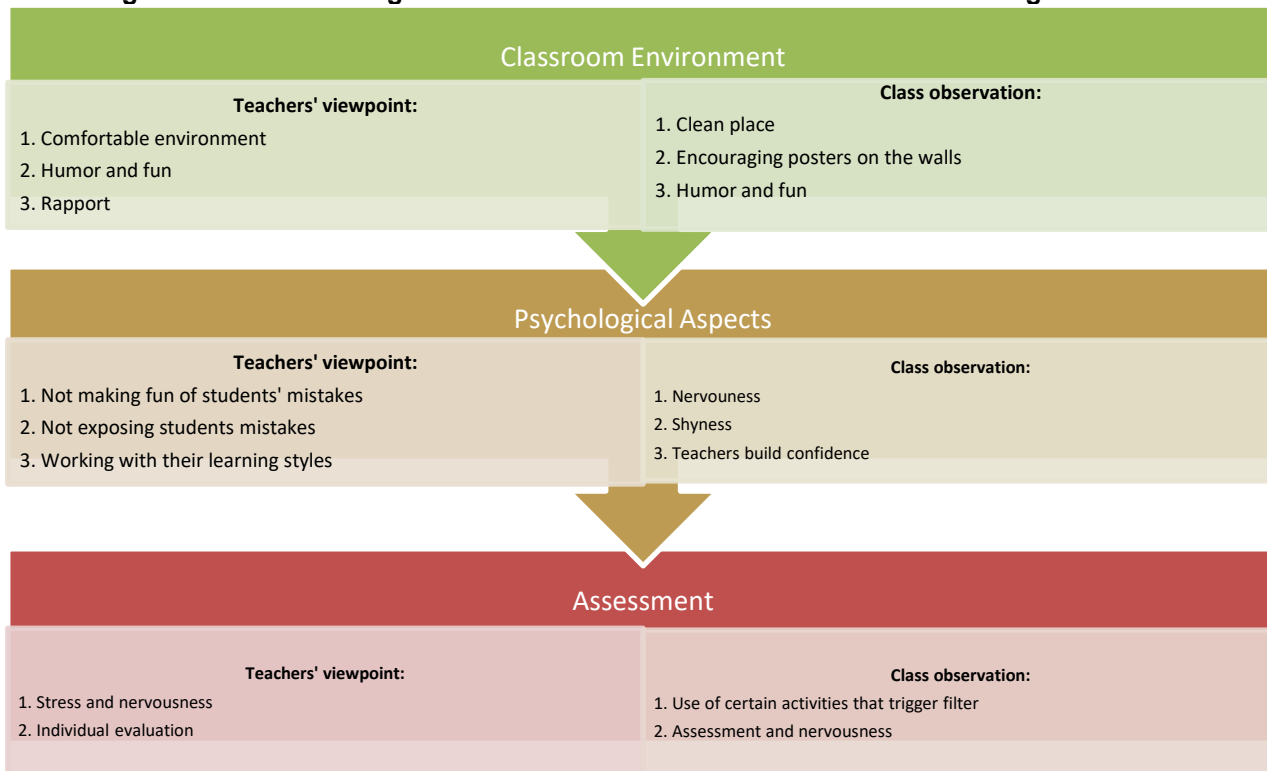 Classroom Environment
Teachers' viewpoint:
1. Comfortable environment
2. Humor and fun
3. Rapport
Class observation:
1. Clean place
2. Encouraging posters on the walls
3. Humor and fun
Psychological Aspects
Teachers' viewpoint:
1. Not making fun of students' mistakes
2. Not exposing students mistakes
3. Working with their learning styles
Class observation:
1. Nervouness
2. Shyness
3. Teachers build confidence
Assessment
Teachers' viewpoint:
1. Stress and nervousness
2. Individual evaluation
Class observation:
1. Use of certain activities that trigger filter
2. Assessment and nervousness